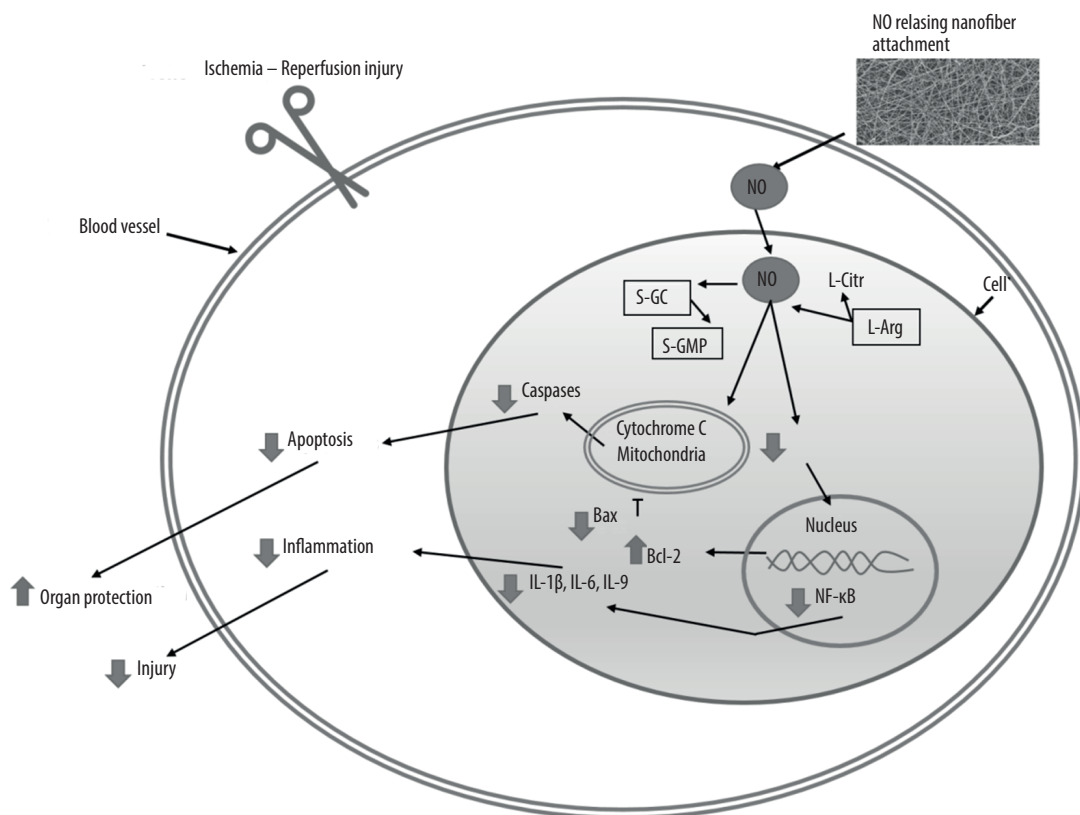 NO relasing nanofiber
attachment
Ischemia – Reperfusion injury
NO
Blood vessel
NO
L-Citr
Cell
S-GC
L-Arg
S-GMP
Caspases
Cytochrome C
Mitochondria
Apoptosis
Nucleus
Bax
Inflammation
Bcl-2
IL-1β, IL-6, IL-9
NF-κB
Organ protection
Injury